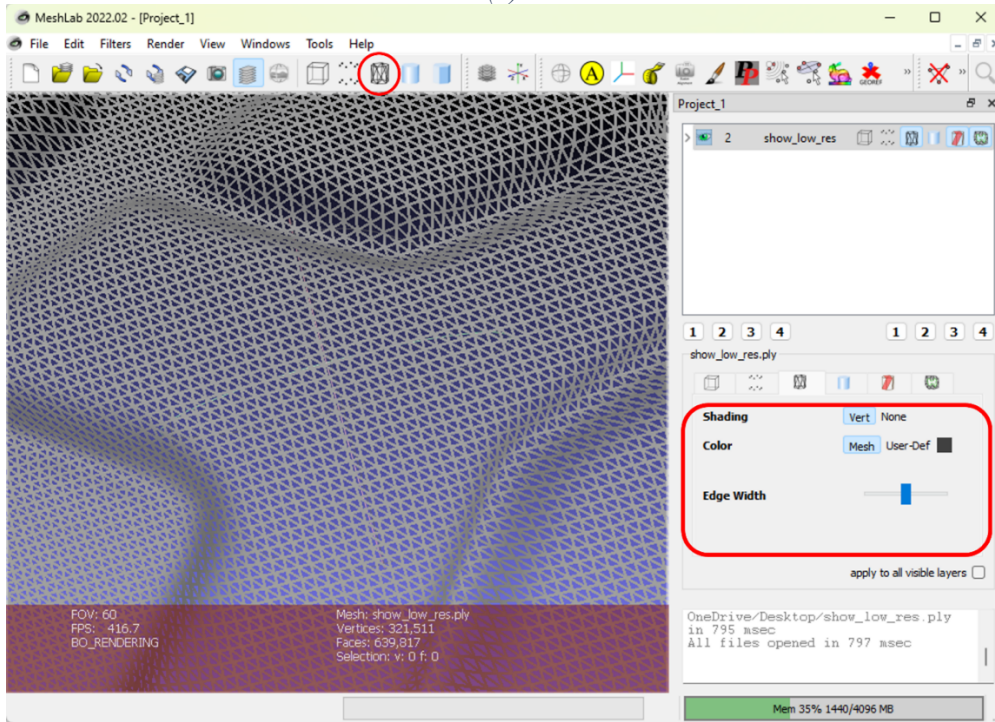 MeshLab 2022.02 - [Project_1]
File Edit Filters Render View Windows Tools Help
A
Pp
GEOREF
»
»
Project_1
2 show_low_res
1 2 3 4 1 2 3 4
show_low_res.ply
Shading Vert None
Color Mesh User-Def
Edge Width
apply to all visible layers
FOV: 60
FPS: 416.7
BO_RENDERING
Mesh: show_low_res.ply
Vertices: 321,511
Faces: 639,817
Selection: v: 0 f: 0
OneDrive/Desktop/show_low_res.ply
in 795 msec
All files opened in 797 msec
Mem 35% 1440/4096 MB